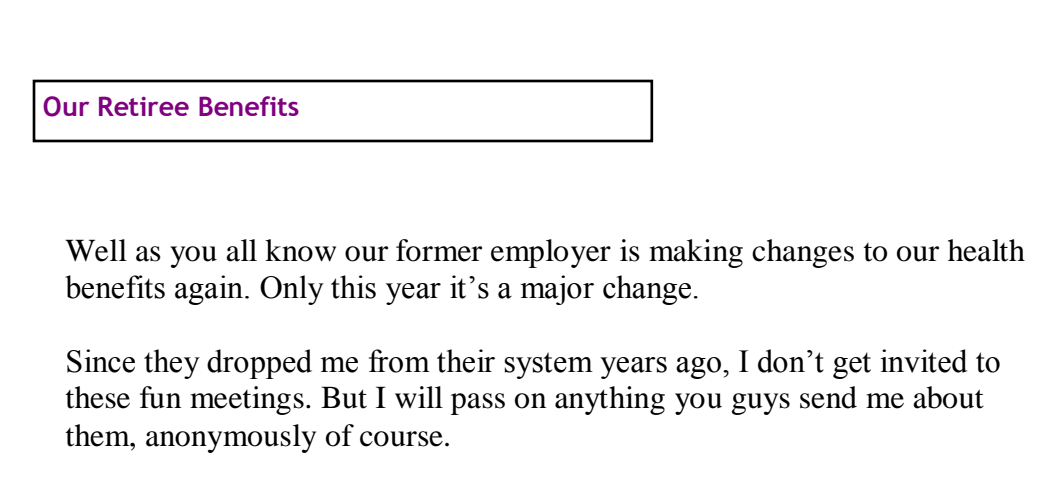 Our Retiree Benefits
Well as you all know our former employer is making changes to our health
benefits again. Only this year it’s a major change.
Since they dropped me from their system years ago, I don’t get invited to
these fun meetings. But I will pass on anything you guys send me about
them, anonymously of course.